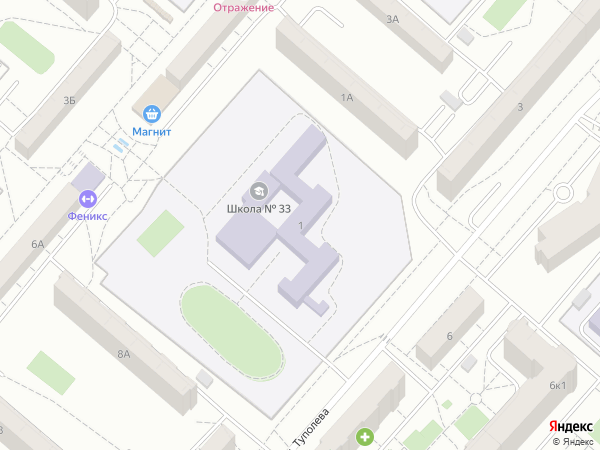 Отражение
3А
3Б
1А
3
Магнит
Школа № 33
1
Феникс
6А
6
8А
6к1
Туполева
Яндекс
© Яндекс